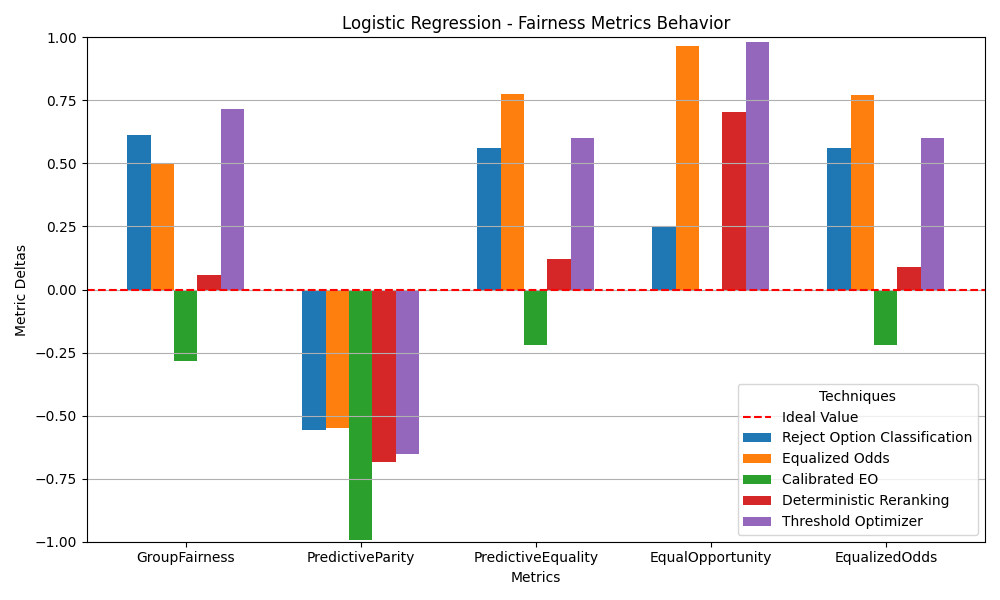 Logistic Regression - Fairness Metrics Behavior
Metric Deltas
1.00
0.75
0.50
0.25
0.00
−0.25
−0.50
−0.75
−1.00
Techniques
Ideal Value
Reject Option Classification
Equalized Odds
Calibrated EO
Deterministic Reranking
Threshold Optimizer
GroupFairness
PredictiveParity
PredictiveEquality
EqualOpportunity
EqualizedOdds
Metrics